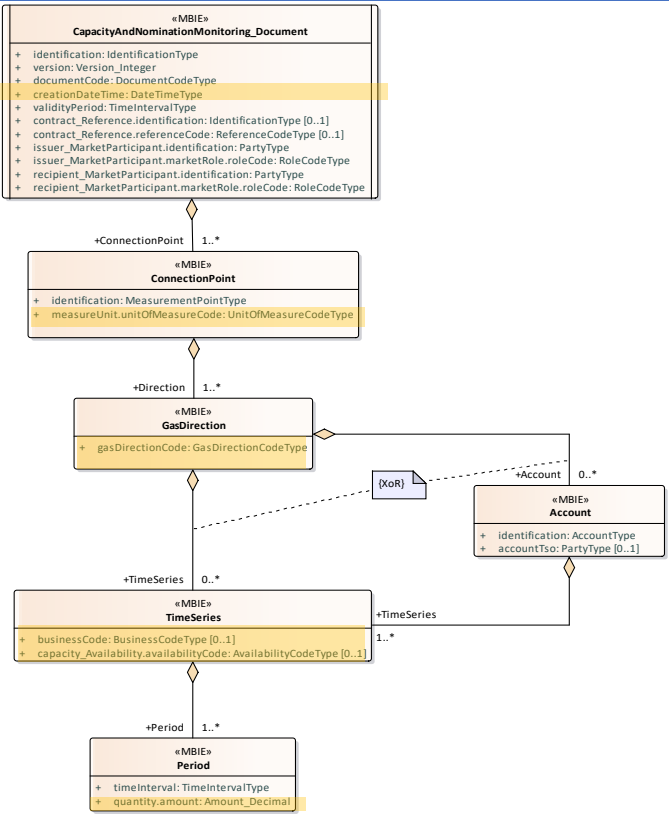 «MBIE»
CapacityAndNominationMonitoring_Document
+ identification: IdentificationType
+ version: Version_Integer
+ documentCode: DocumentCodeType
+ creationDateTime: DateTimeType
+ validityPeriod: TimeIntervalType
+ contract_Reference.identification: IdentificationType [0..1]
+ contract_Reference.referenceCode: ReferenceCodeType [0..1]
+ issuer_MarketParticipant.identification: PartyType
+ issuer_MarketParticipant.marketRole.roleCode: RoleCodeType
+ recipient_MarketParticipant.identification: PartyType
+ recipient_MarketParticipant.marketRole.roleCode: RoleCodeType
+ConnectionPoint 1..*
«MBIE»
ConnectionPoint
+ identification: MeasurementPointType
+ measureUnit.unitOfMeasureCode: UnitOfMeasureCodeType
+Direction 1..*
«MBIE»
GasDirection
+ gasDirectionCode: GasDirectionCodeType
{XoR}
+Account 0..*
«MBIE»
Account
+ identification: AccountType
+ accountTso: PartyType [0..1]
+TimeSeries 0..*
«MBIE»
TimeSeries
+ businessCode: BusinessCodeType [0..1]
+ capacity_Availability.availabilityCode: AvailabilityCodeType [0..1]
+TimeSeries
1..*
+Period 1..*
«MBIE»
Period
+ timeInterval: TimeIntervalType
+ quantity.amount: Amount_Decimal